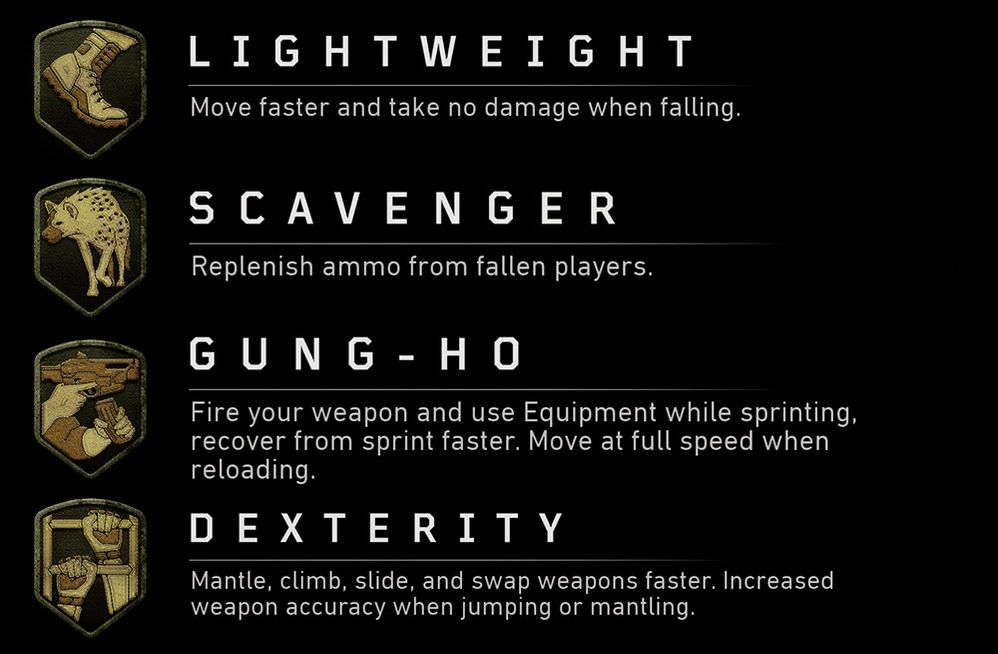 LIGHTWEIGHT
Move faster and take no damage when falling.
SCAVENGER
Replenish ammo from fallen players.
GUNG-HO
Fire your weapon and use Equipment while sprinting,
recover from sprint faster. Move at full speed when
reloading.
DEXTERITY
Mantle, climb, slide, and swap weapons faster. Increased
weapon accuracy when jumping or mantling.